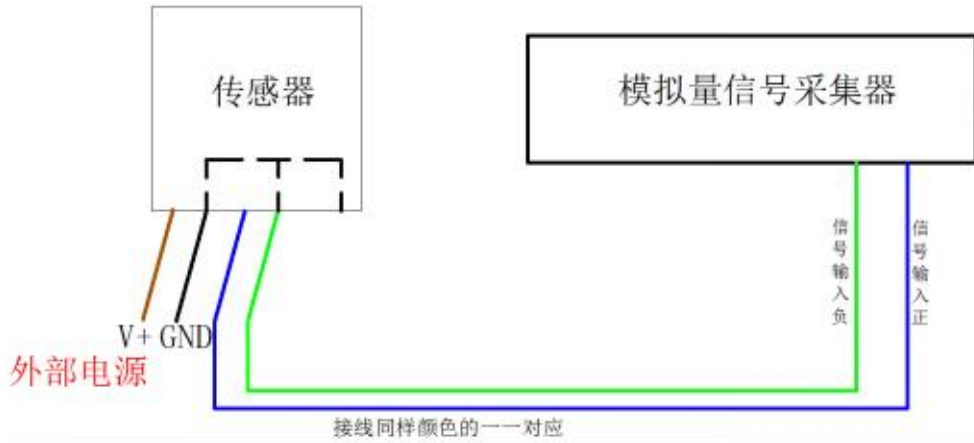 传感器
模拟量信号采集器
信号输入负
信号输入正
V+ GND
外部电源
接线同样颜色的一一对应